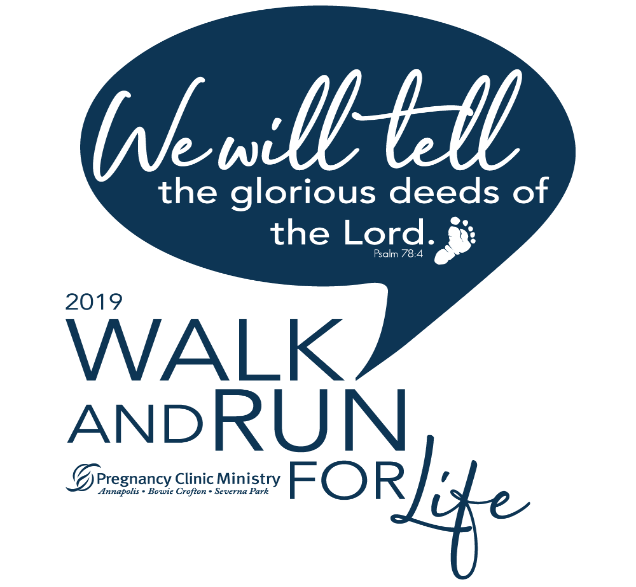 We will tell
the glorious deeds of
the Lord.
Psalm 78:4
2019
WALK
AND RUN
FOR Life
Pregnancy Clinic Ministry
Annapolis • Bowie Crofton • Severna Park